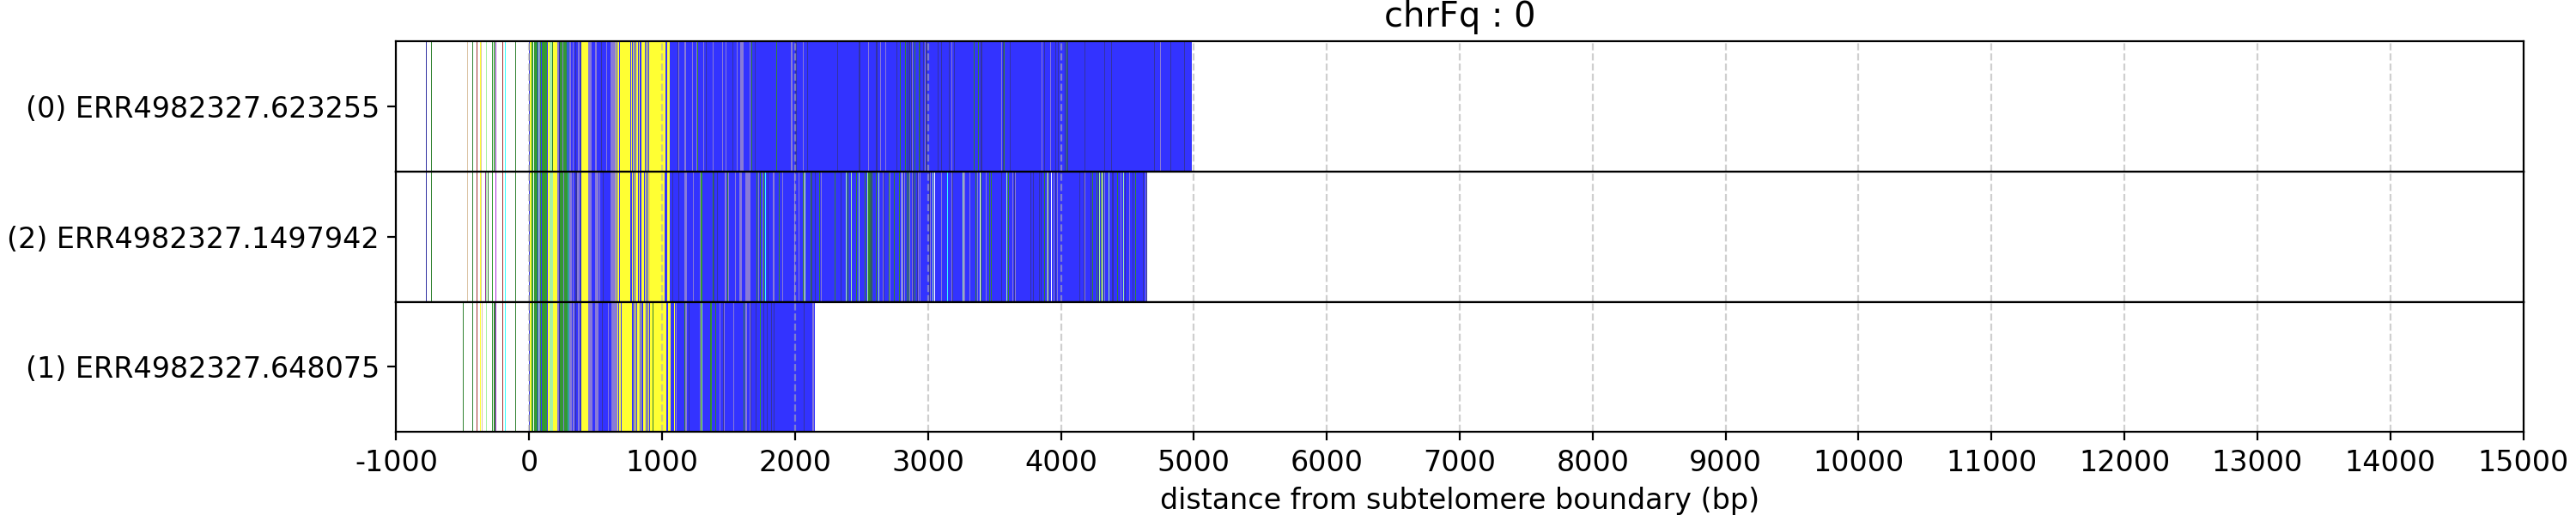 chrFq : 0
(0) ERR4982327.623255
(2) ERR4982327.1497942
(1) ERR4982327.648075
-1000 0 1000 2000 3000 4000 5000 6000 7000 8000 9000 10000 11000 12000 13000 14000 15000
distance from subtelomere boundary (bp)